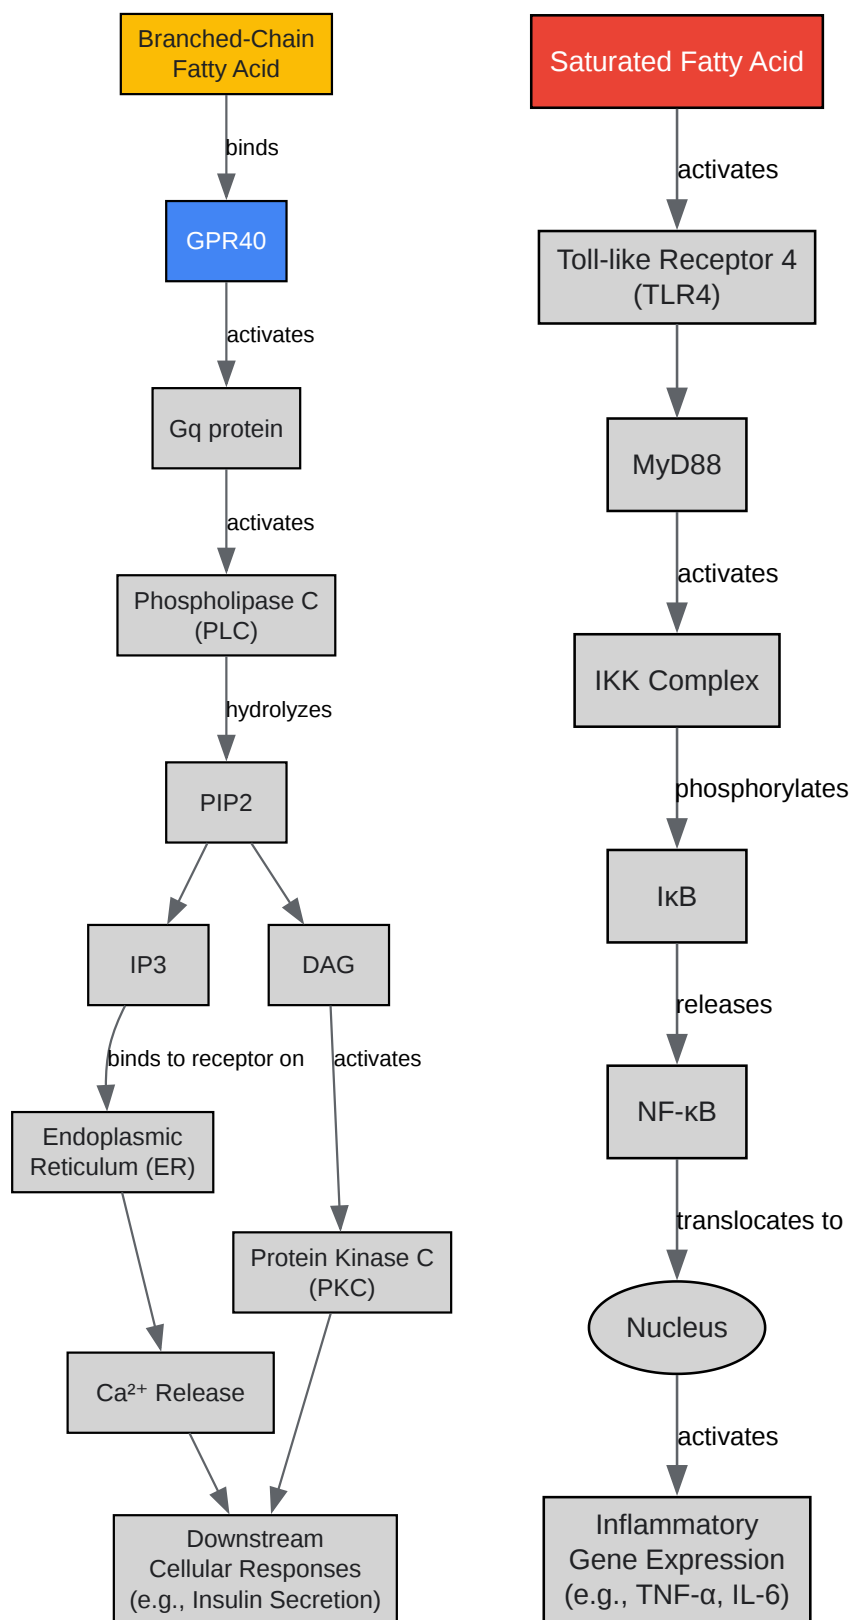 Branched-Chain
Fatty Acid
binds
GPR40
activates
Gq protein
activates
Phospholipase C
(PLC)
hydrolyzes
PIP2
IP3
DAG
binds to receptor on
activates
Endoplasmic
Reticulum (ER)
Protein Kinase C
(PKC)
Ca²⁺ Release
Downstream
Cellular Responses
(e.g., Insulin Secretion)
Saturated Fatty Acid
activates
Toll-like Receptor 4
(TLR4)
MyD88
activates
IKK Complex
phosphorylates
IκB
releases
NF-κB
translocates to
Nucleus
activates
Inflammatory
Gene Expression
(e.g., TNF-α, IL-6)